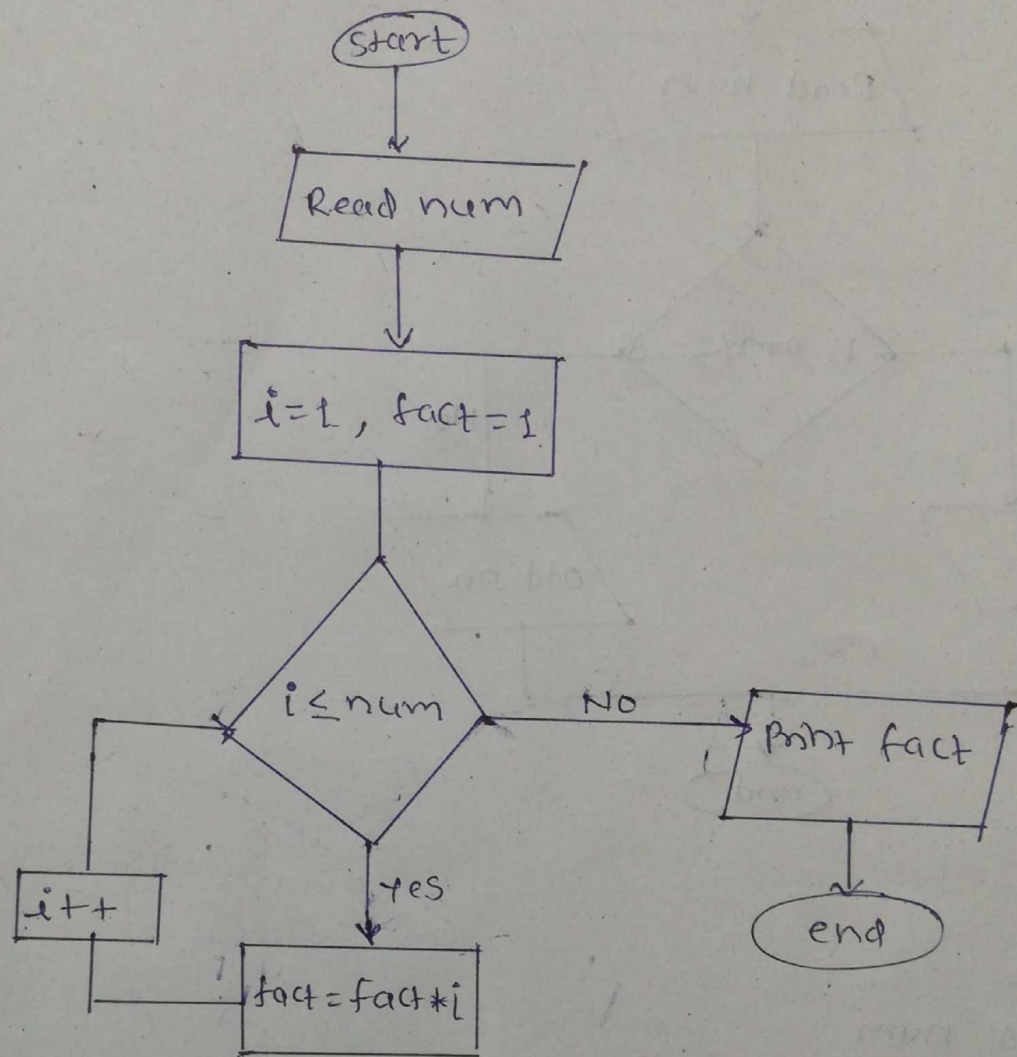 start
Read num
i=1, fact=1
i≤num
NO
Print fact
yes
i++
end
fact=fact*i